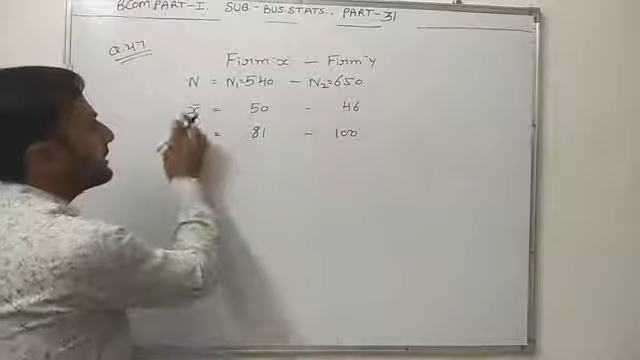 BCOM PART-I. SUB-BUS.STATS.. PART-31
Q.47
Firm-x — Firm-y
N = N₁=540 — N₂=650
x̄ = 50 - 46
= 81 - 100